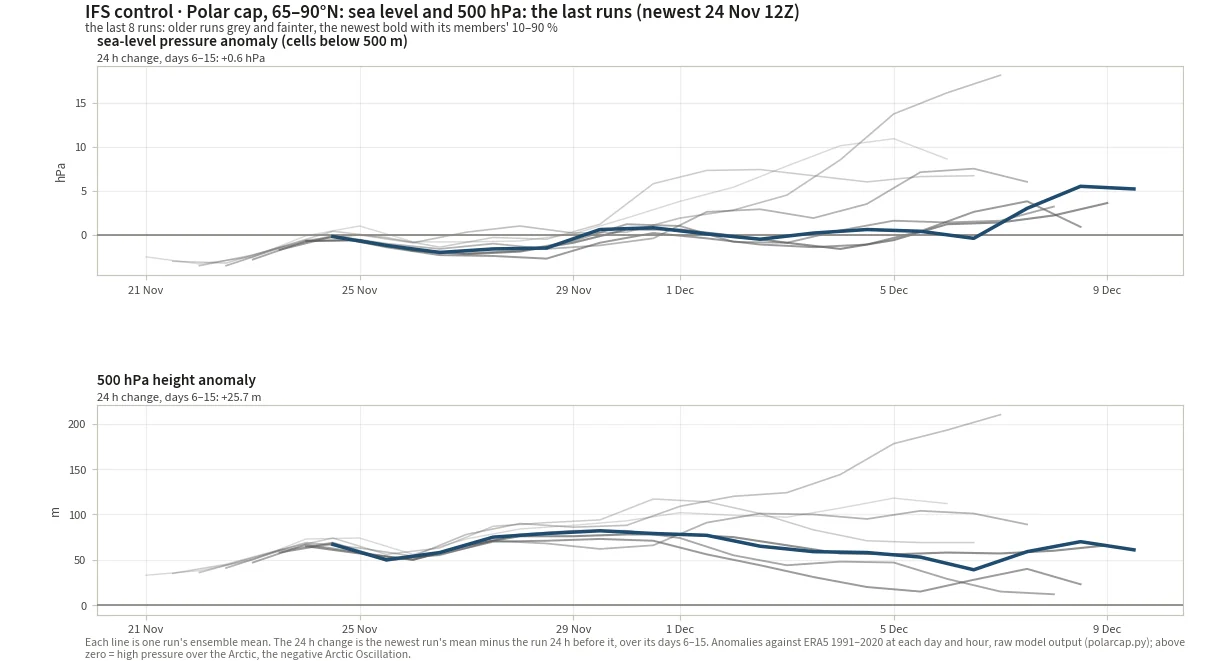 IFS control · Polar cap, 65–90°N: sea level and 500 hPa: the last runs (newest 24 Nov 12Z)
the last 8 runs: older runs grey and fainter, the newest bold with its members' 10–90 %
sea-level pressure anomaly (cells below 500 m)
24 h change, days 6–15: +0.6 hPa
hPa
15
10
5
0
21 Nov
25 Nov
29 Nov
1 Dec
5 Dec
9 Dec
500 hPa height anomaly
24 h change, days 6–15: +25.7 m
m
200
150
100
50
0
21 Nov
25 Nov
29 Nov
1 Dec
5 Dec
9 Dec
Each line is one run's ensemble mean. The 24 h change is the newest run's mean minus the run 24 h before it, over its days 6–15. Anomalies against ERA5 1991–2020 at each day and hour, raw model output (polarcap.py); above
zero = high pressure over the Arctic, the negative Arctic Oscillation.